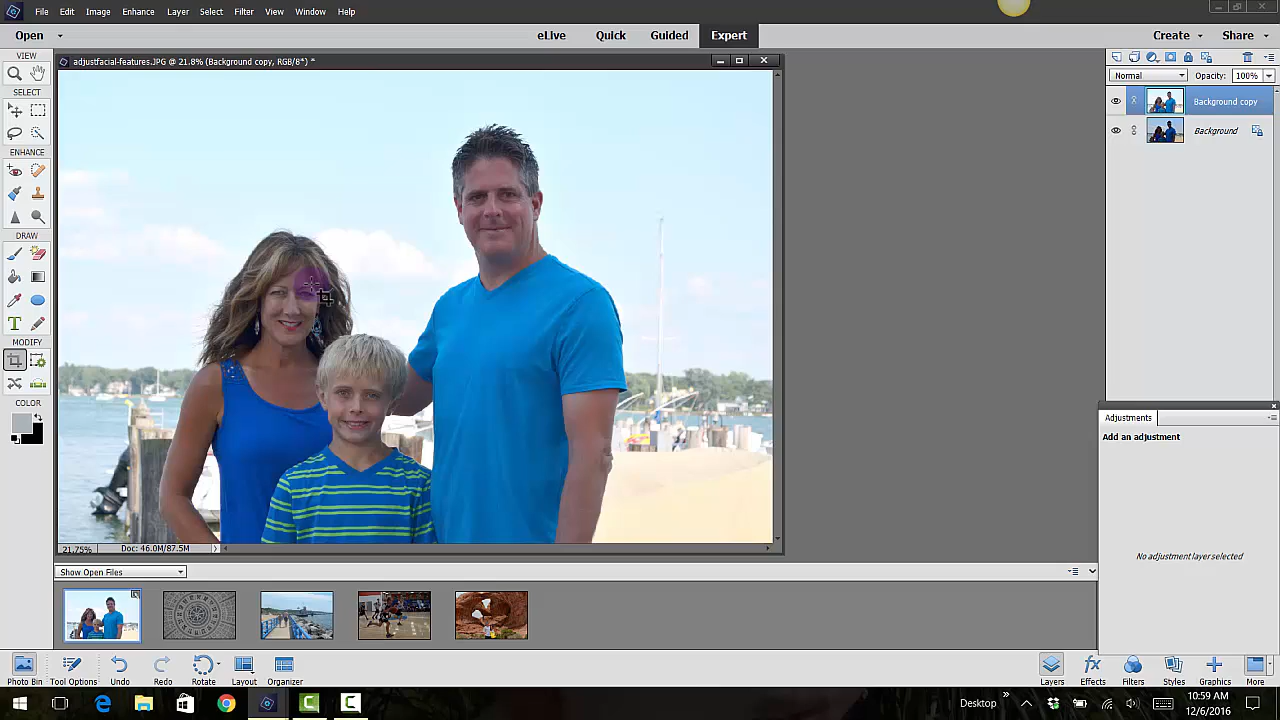 File Edit Image Enhance Layer Select Filter View Window Help
Open eLive Quick Guided Expert Create Share
VIEW
adjustfacial-features.JPG @ 21.8% (Background copy, RGB/8*) *
Normal Opacity: 100%
SELECT
Background copy
Background
ENHANCE
DRAW
MODIFY
COLOR
Adjustments
Add an adjustment
No adjustment layer selected
21.75% Doc: 46.0M/87.5M
Show Open Files
Photo Bin Tool Options Undo Redo Rotate Layout Organizer Layers Effects Filters Styles Graphics More
Desktop
10:59 AM
12/6/2016